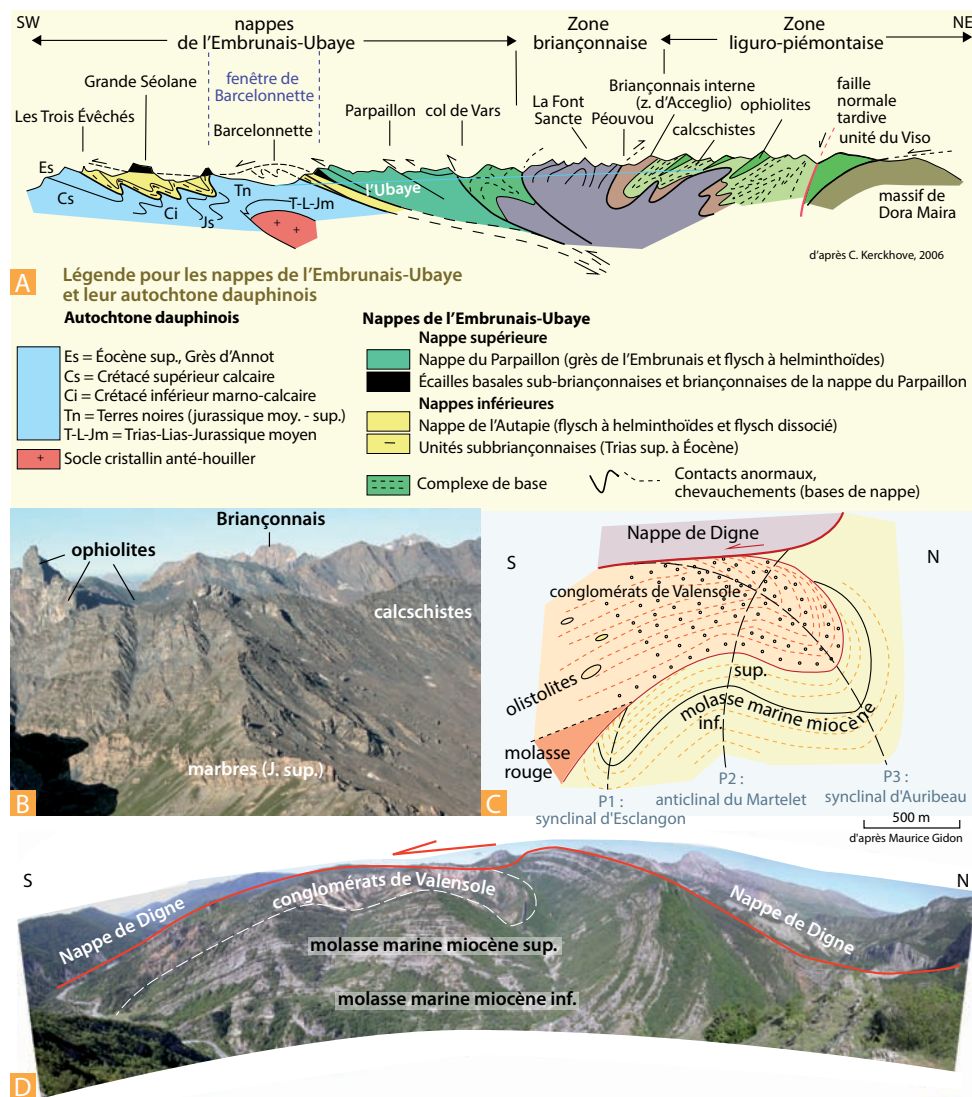 SW
nappes
de l'Embrunais-Ubaye
Zone
briançonnaise
Zone
liguro-piémontaise
NE
fenêtre de
Barcelonnette
Grande Séolane
Les Trois Évêchés
Barcelonnette
Parpaillon
col de Vars
La Font
Sancte
Péouvou
Briançonnais interne
(z. d'Acceglio)
ophiolites
calcschistes
faille
normale
tardive
unité du Viso
Es
Cs
Ci
Js
Tn
T-L-Jm
+ +
l'Ubaye
massif de
Dora Maira
d'après C. Kerckhove, 2006
A
Légende pour les nappes de l'Embrunais-Ubaye
et leur autochtone dauphinois
Autochtone dauphinois
Es = Éocène sup., Grès d'Annot
Cs = Crétacé supérieur calcaire
Ci = Crétacé inférieur marno-calcaire
Tn = Terres noires (jurassique moy. - sup.)
T-L-Jm = Trias-Lias-Jurassique moyen
+ Socle cristallin anté-houiller
Nappes de l'Embrunais-Ubaye
Nappe supérieure
Nappe du Parpaillon (grès de l'Embrunais et flysch à helminthoïdes)
Écailles basales sub-briançonnaises et briançonnaises de la nappe du Parpaillon
Nappes inférieures
Nappe de l'Autapie (flysch à helminthoïdes et flysch dissocié)
Unités subbriançonnaises (Trias sup. à Éocène)
Complexe de base
Contacts anormaux,
chevauchements (bases de nappe)
Briançonnais
ophiolites
calcschistes
marbres (J. sup.)
B
Nappe de Digne
S
N
conglomérats de Valensole
olistolites
sup.
molasse marine miocène
inf.
molasse
rouge
P1 :
synclinal d'Esclangon
P2 :
anticlinal du Martelet
P3 :
synclinal d'Auribeau
C
500 m
d'après Maurice Gidon
S
N
conglomérats de Valensole
Nappe de Digne
Nappe de Digne
molasse marine miocène sup.
molasse marine miocène inf.
D